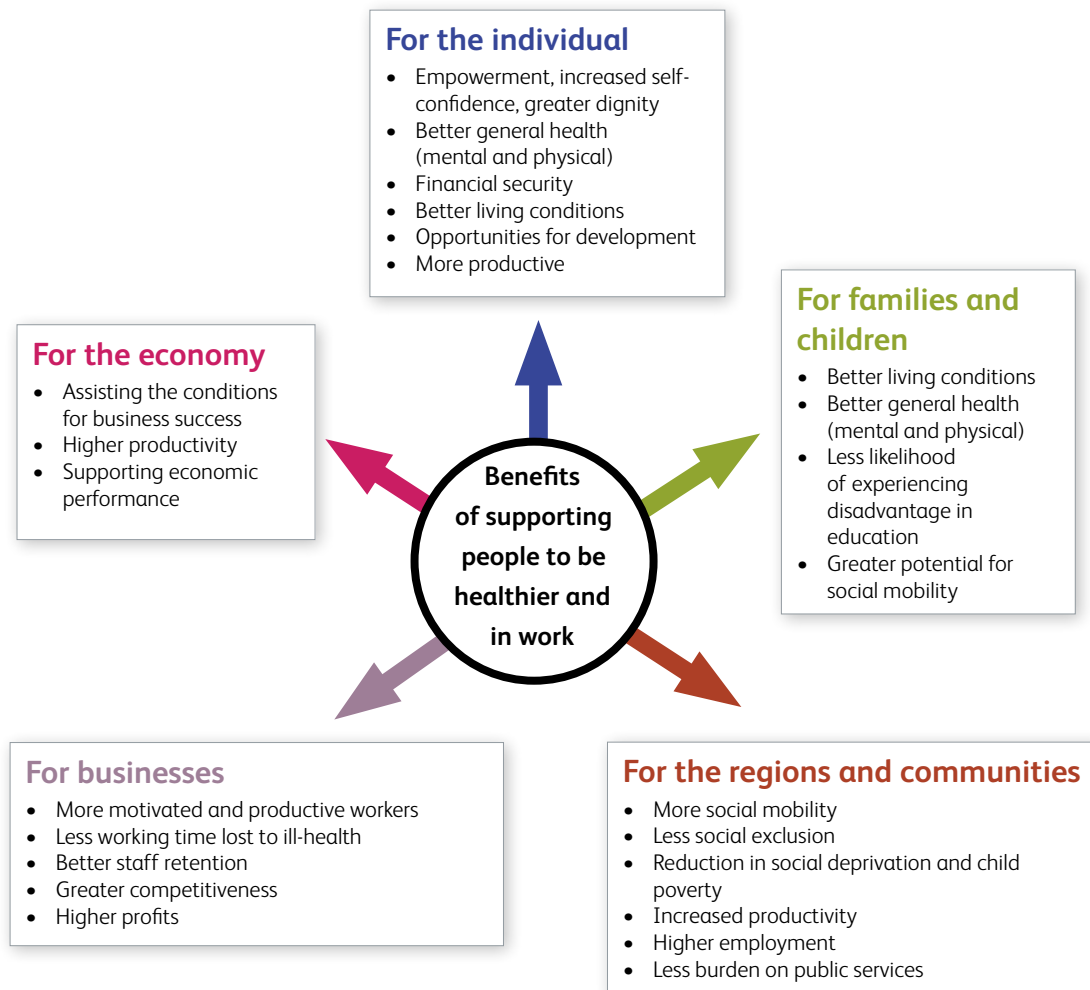 For the individual
• Empowerment, increased self-
confidence, greater dignity
• Better general health
(mental and physical)
• Financial security
• Better living conditions
• Opportunities for development
• More productive
For families and
children
• Better living conditions
• Better general health
(mental and physical)
• Less likelihood
of experiencing
disadvantage in
education
• Greater potential for
social mobility
For the economy
• Assisting the conditions
for business success
• Higher productivity
• Supporting economic
performance
Benefits
of supporting
people to be
healthier and
in work
For businesses
• More motivated and productive workers
• Less working time lost to ill-health
• Better staff retention
• Greater competitiveness
• Higher profits
For the regions and communities
• More social mobility
• Less social exclusion
• Reduction in social deprivation and child
poverty
• Increased productivity
• Higher employment
• Less burden on public services